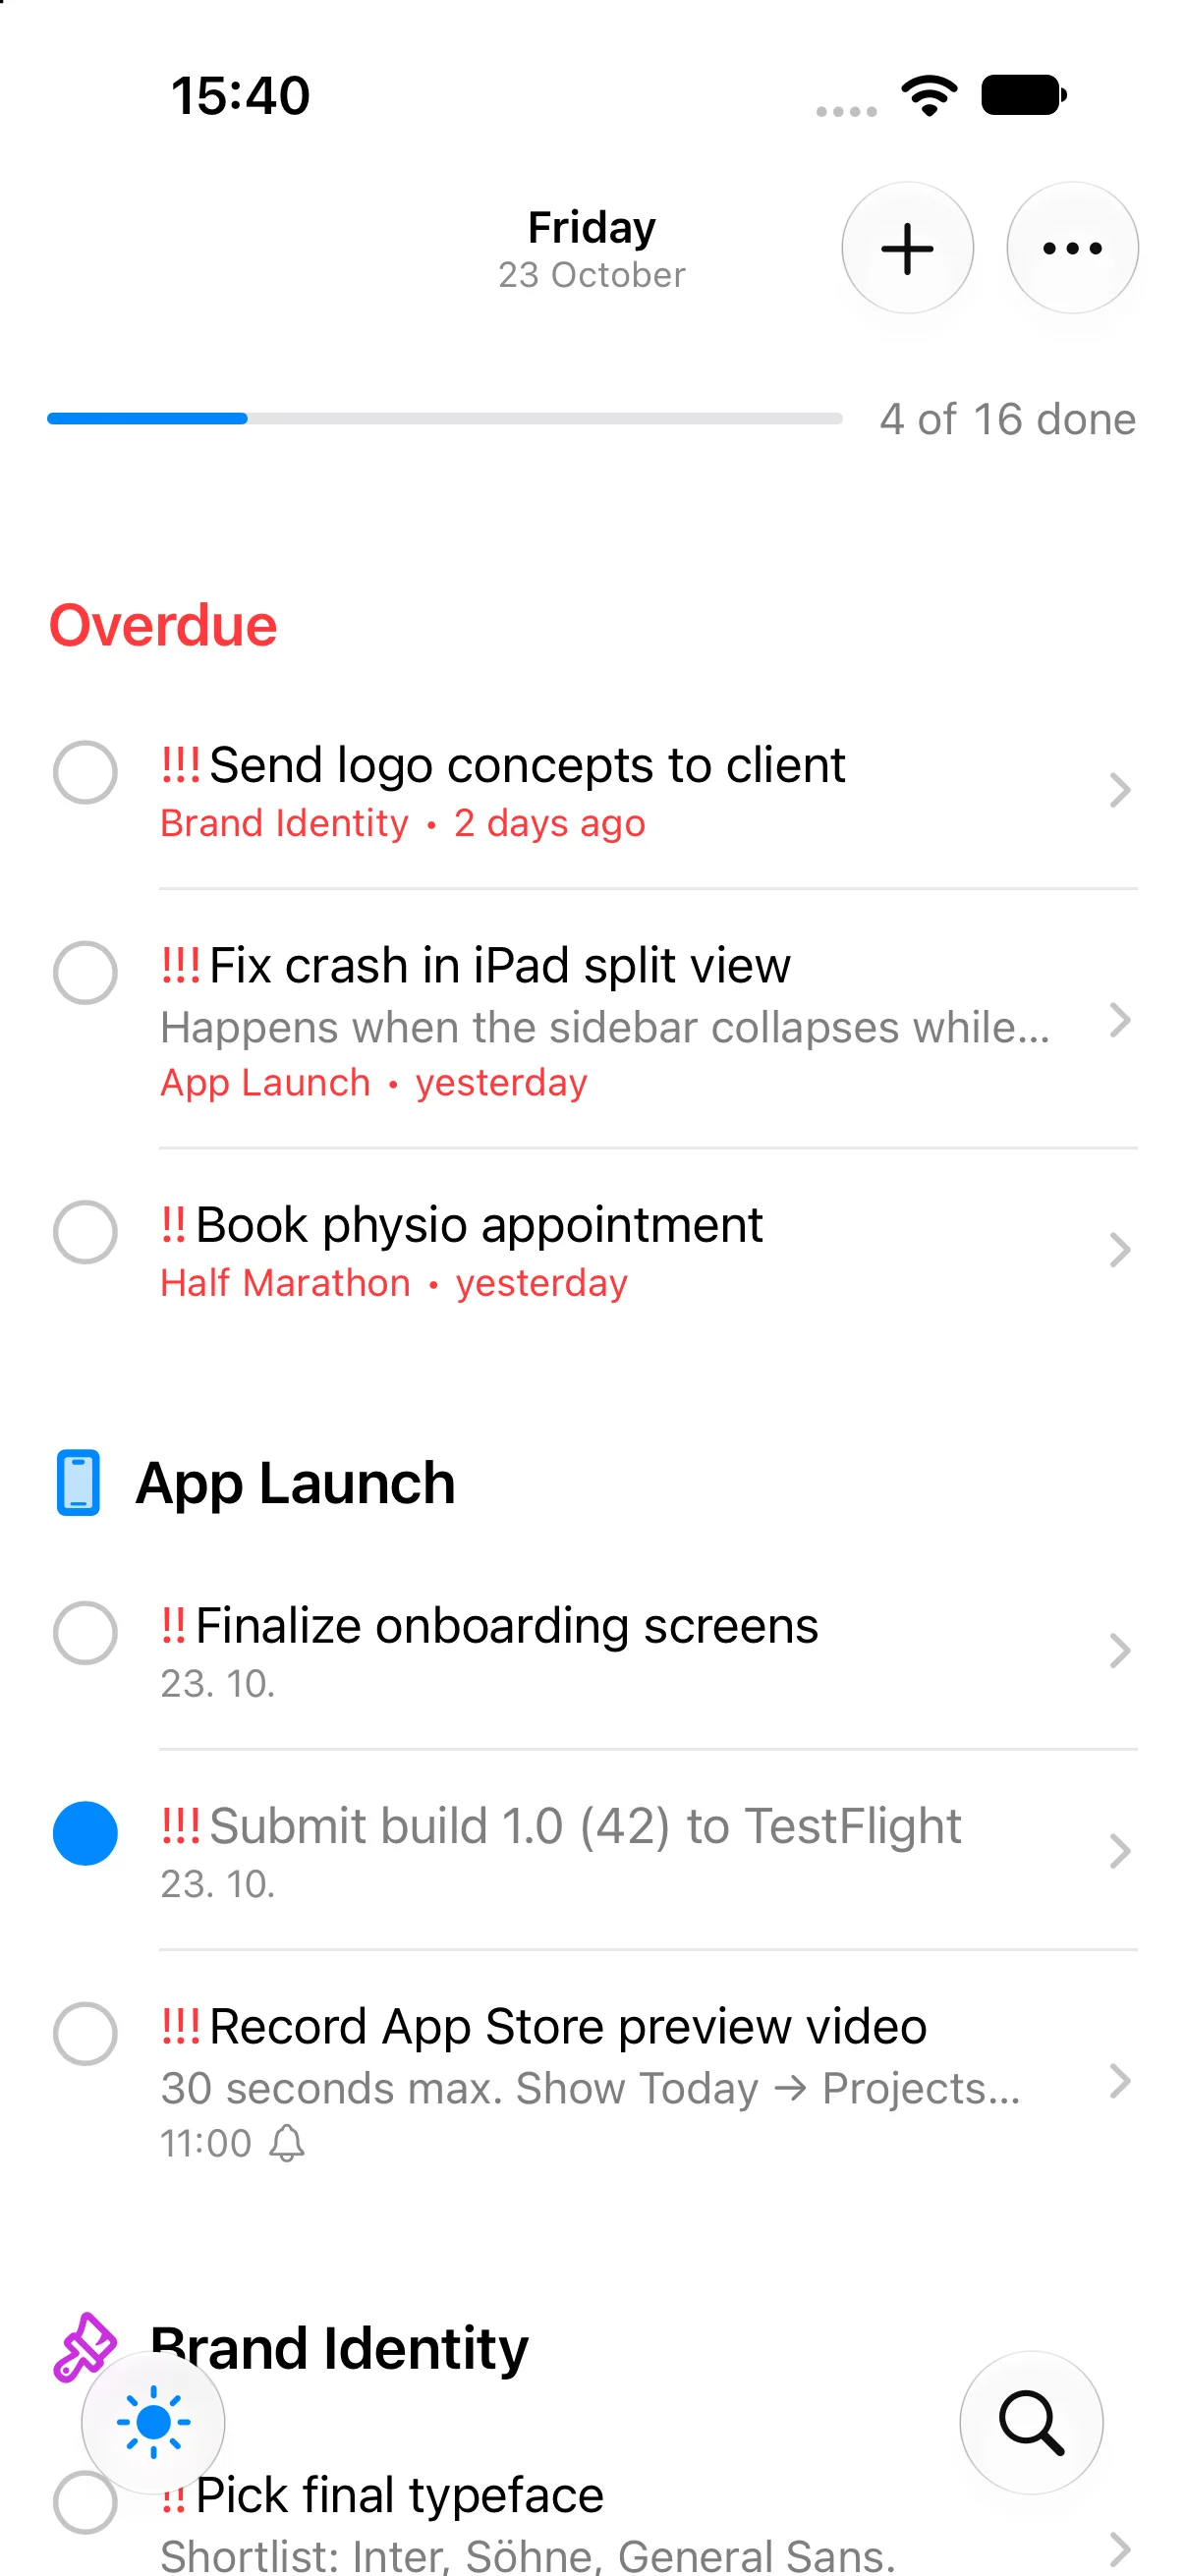 15:40
Friday
23 October
4 of 16 done
Overdue
!!! Send logo concepts to client
Brand Identity • 2 days ago
!!! Fix crash in iPad split view
Happens when the sidebar collapses while...
App Launch • yesterday
!! Book physio appointment
Half Marathon • yesterday
App Launch
!! Finalize onboarding screens
23. 10.
!!! Submit build 1.0 (42) to TestFlight
23. 10.
!!! Record App Store preview video
30 seconds max. Show Today → Projects...
11:00
Brand Identity
!! Pick final typeface
Shortlist: Inter, Söhne, General Sans.